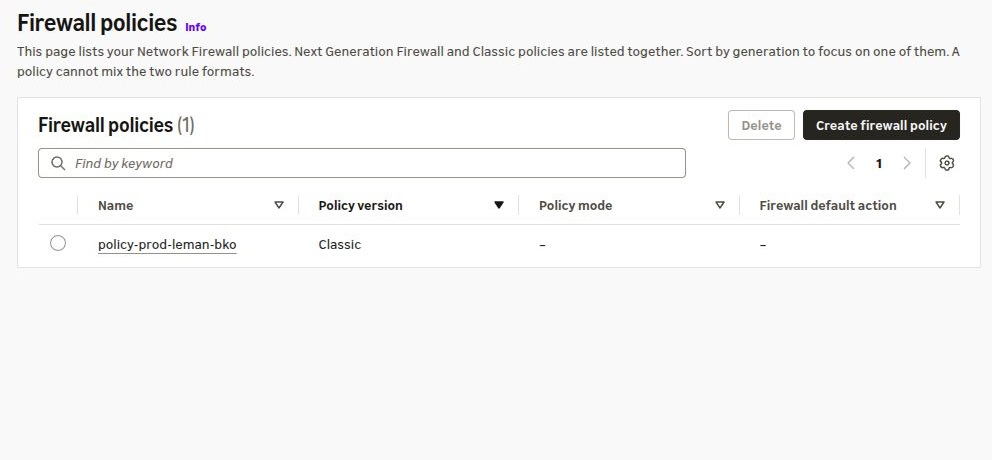 Firewall policies Info
This page lists your Network Firewall policies. Next Generation Firewall and Classic policies are listed together. Sort by generation to focus on one of them. A
policy cannot mix the two rule formats.
Firewall policies (1)
Delete
Create firewall policy
Find by keyword
1
Name Policy version Policy mode Firewall default action
policy-prod-leman-bko Classic – –